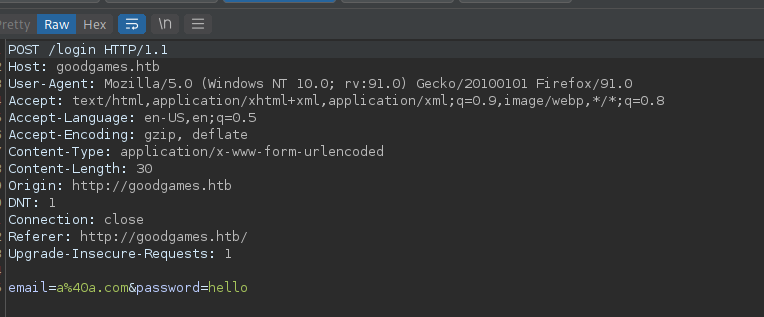 Pretty Raw Hex \n
POST /login HTTP/1.1
Host: goodgames.htb
User-Agent: Mozilla/5.0 (Windows NT 10.0; rv:91.0) Gecko/20100101 Firefox/91.0
Accept: text/html,application/xhtml+xml,application/xml;q=0.9,image/webp,*/*;q=0.8
Accept-Language: en-US,en;q=0.5
Accept-Encoding: gzip, deflate
Content-Type: application/x-www-form-urlencoded
Content-Length: 30
Origin: http://goodgames.htb
DNT: 1
Connection: close
Referer: http://goodgames.htb/
Upgrade-Insecure-Requests: 1
email=a%40a.com&password=hello